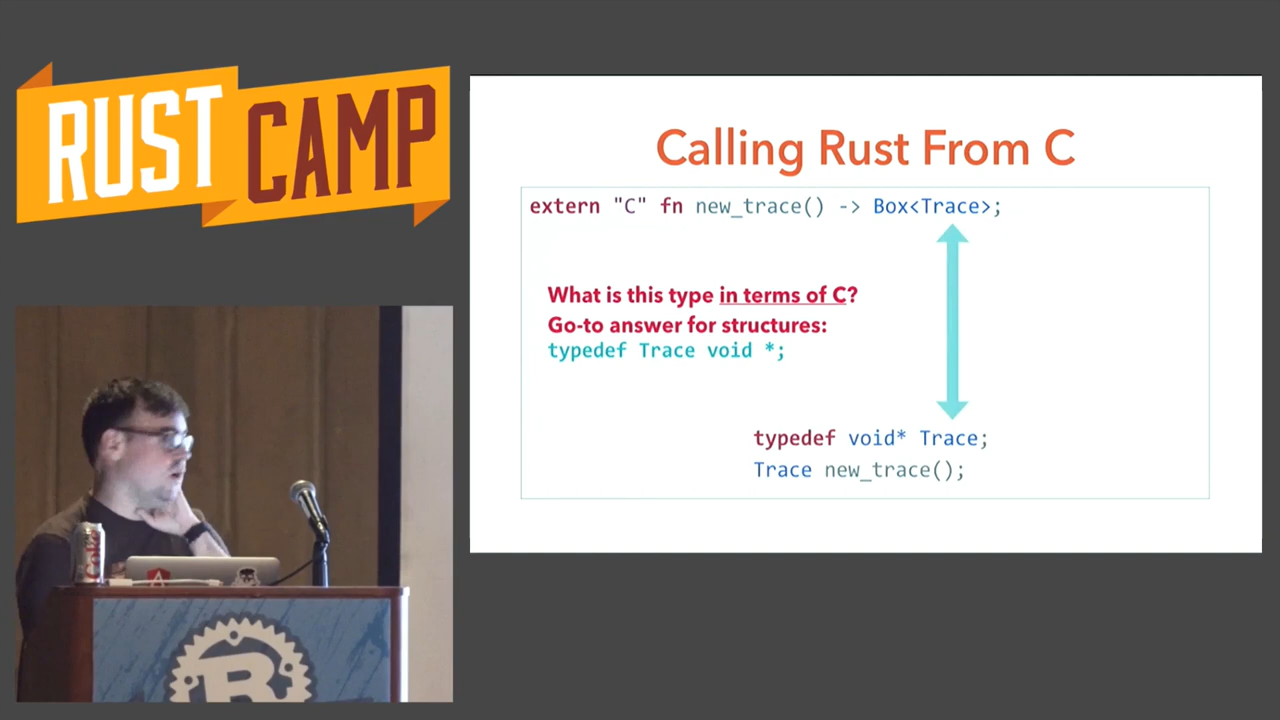 RUST CAMP
Calling Rust From C
extern "C" fn new_trace() -> Box<Trace>;
What is this type in terms of C?
Go-to answer for structures:
typedef Trace void *;
typedef void* Trace;
Trace new_trace();
Coke
R